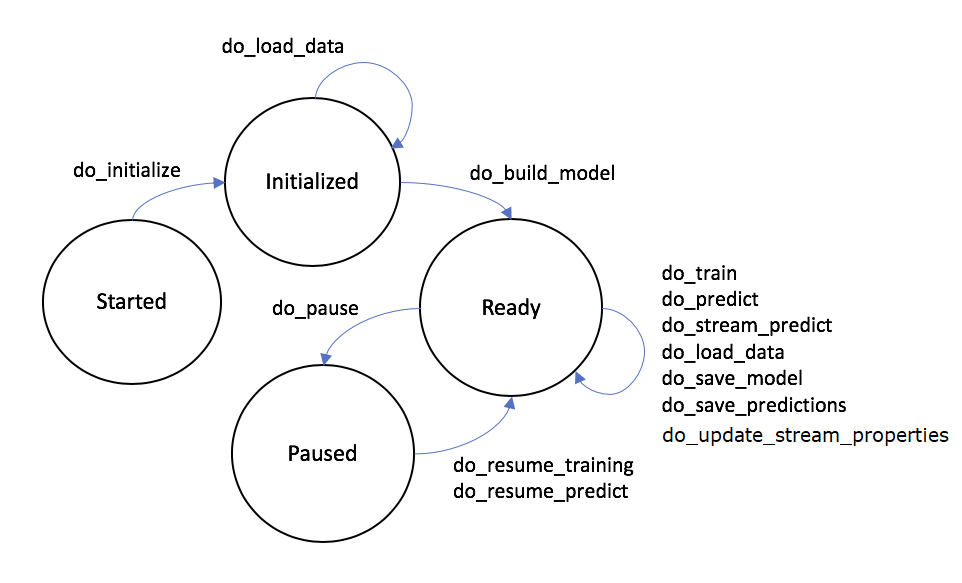 do_load_data
do_initialize
Initialized
do_build_model
Started
do_pause
Ready
do_train
do_predict
do_stream_predict
do_load_data
do_save_model
do_save_predictions
do_update_stream_properties
Paused
do_resume_training
do_resume_predict